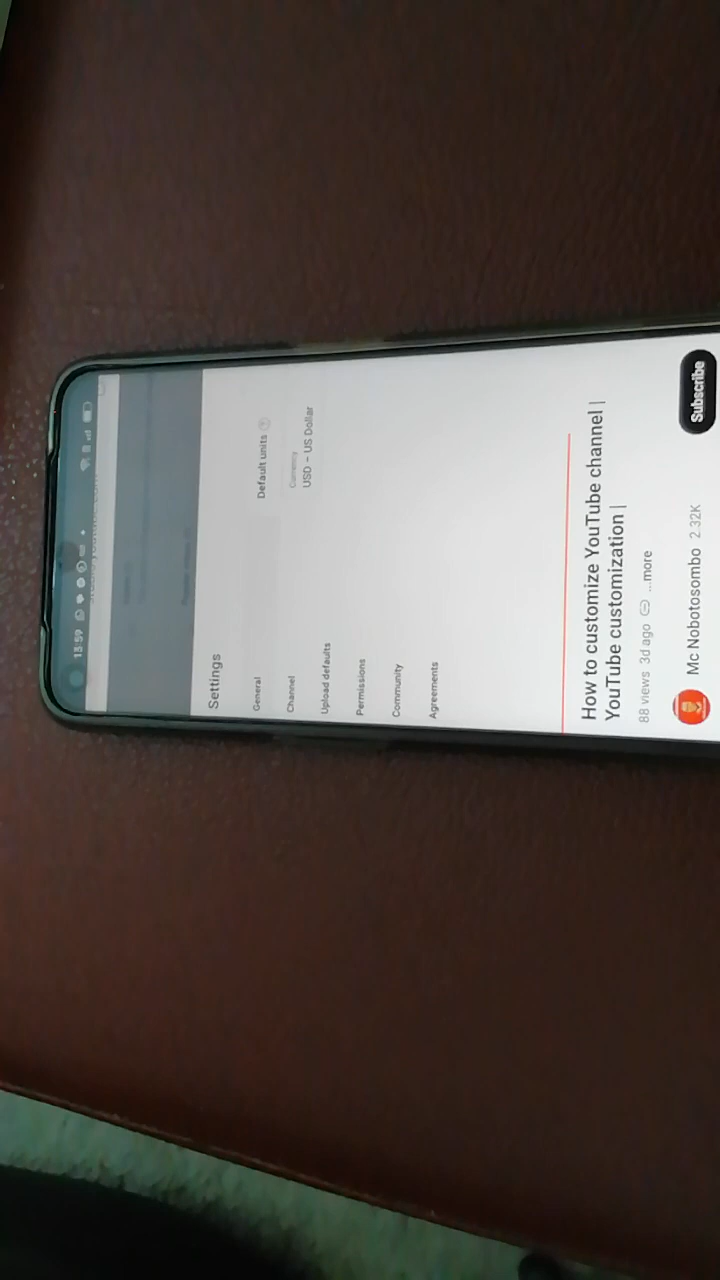 13:59
Settings
General
Default units
Currency
USD – US Dollar
Channel
Upload defaults
Permissions
Community
Agreements
How to customize YouTube channel |
YouTube customization |
88 views 3d ago ...more
Mc Nobotosombo 2.32K
Subscribe